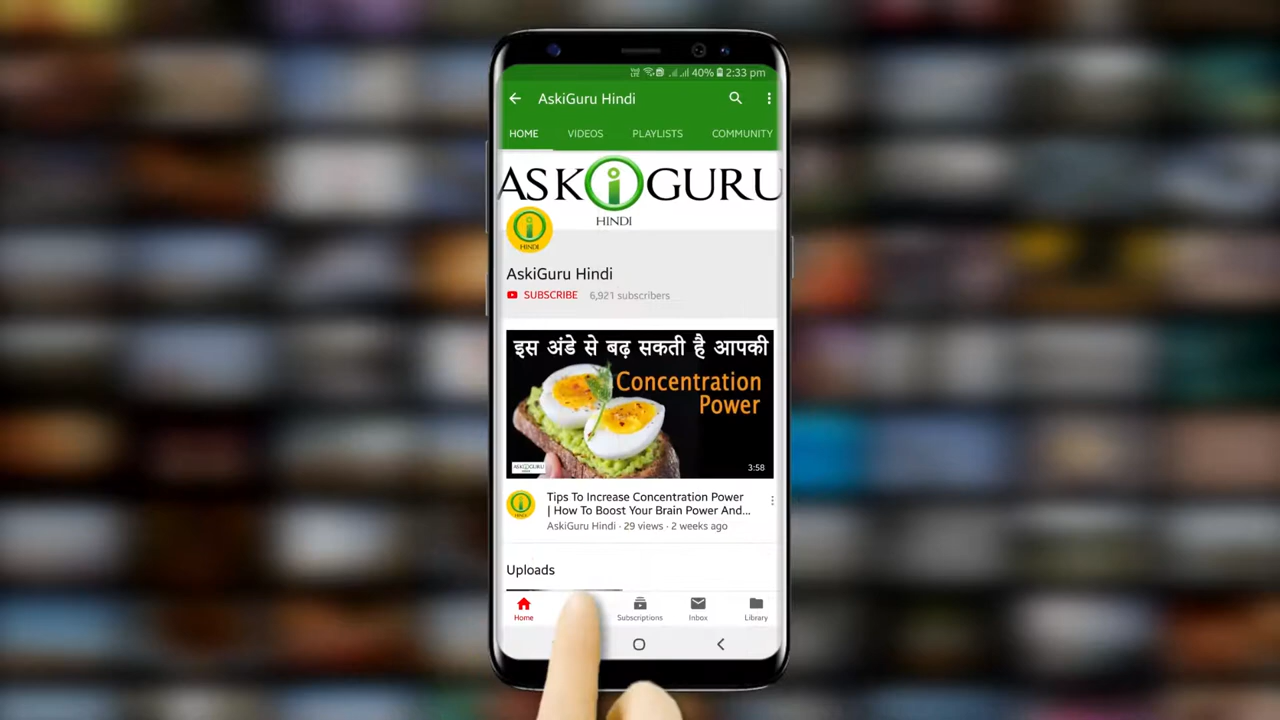 40% 2:33 pm
AskiGuru Hindi
HOME VIDEOS PLAYLISTS COMMUNITY
ASKiGURU
HINDI
HINDI
AskiGuru Hindi
SUBSCRIBE 6,921 subscribers
इस अंडे से बढ़ सकती है आपकी
Concentration
Power
ASKiGURU
3:58
Tips To Increase Concentration Power
| How To Boost Your Brain Power And...
AskiGuru Hindi · 29 views · 2 weeks ago
Uploads
Home Subscriptions Inbox Library